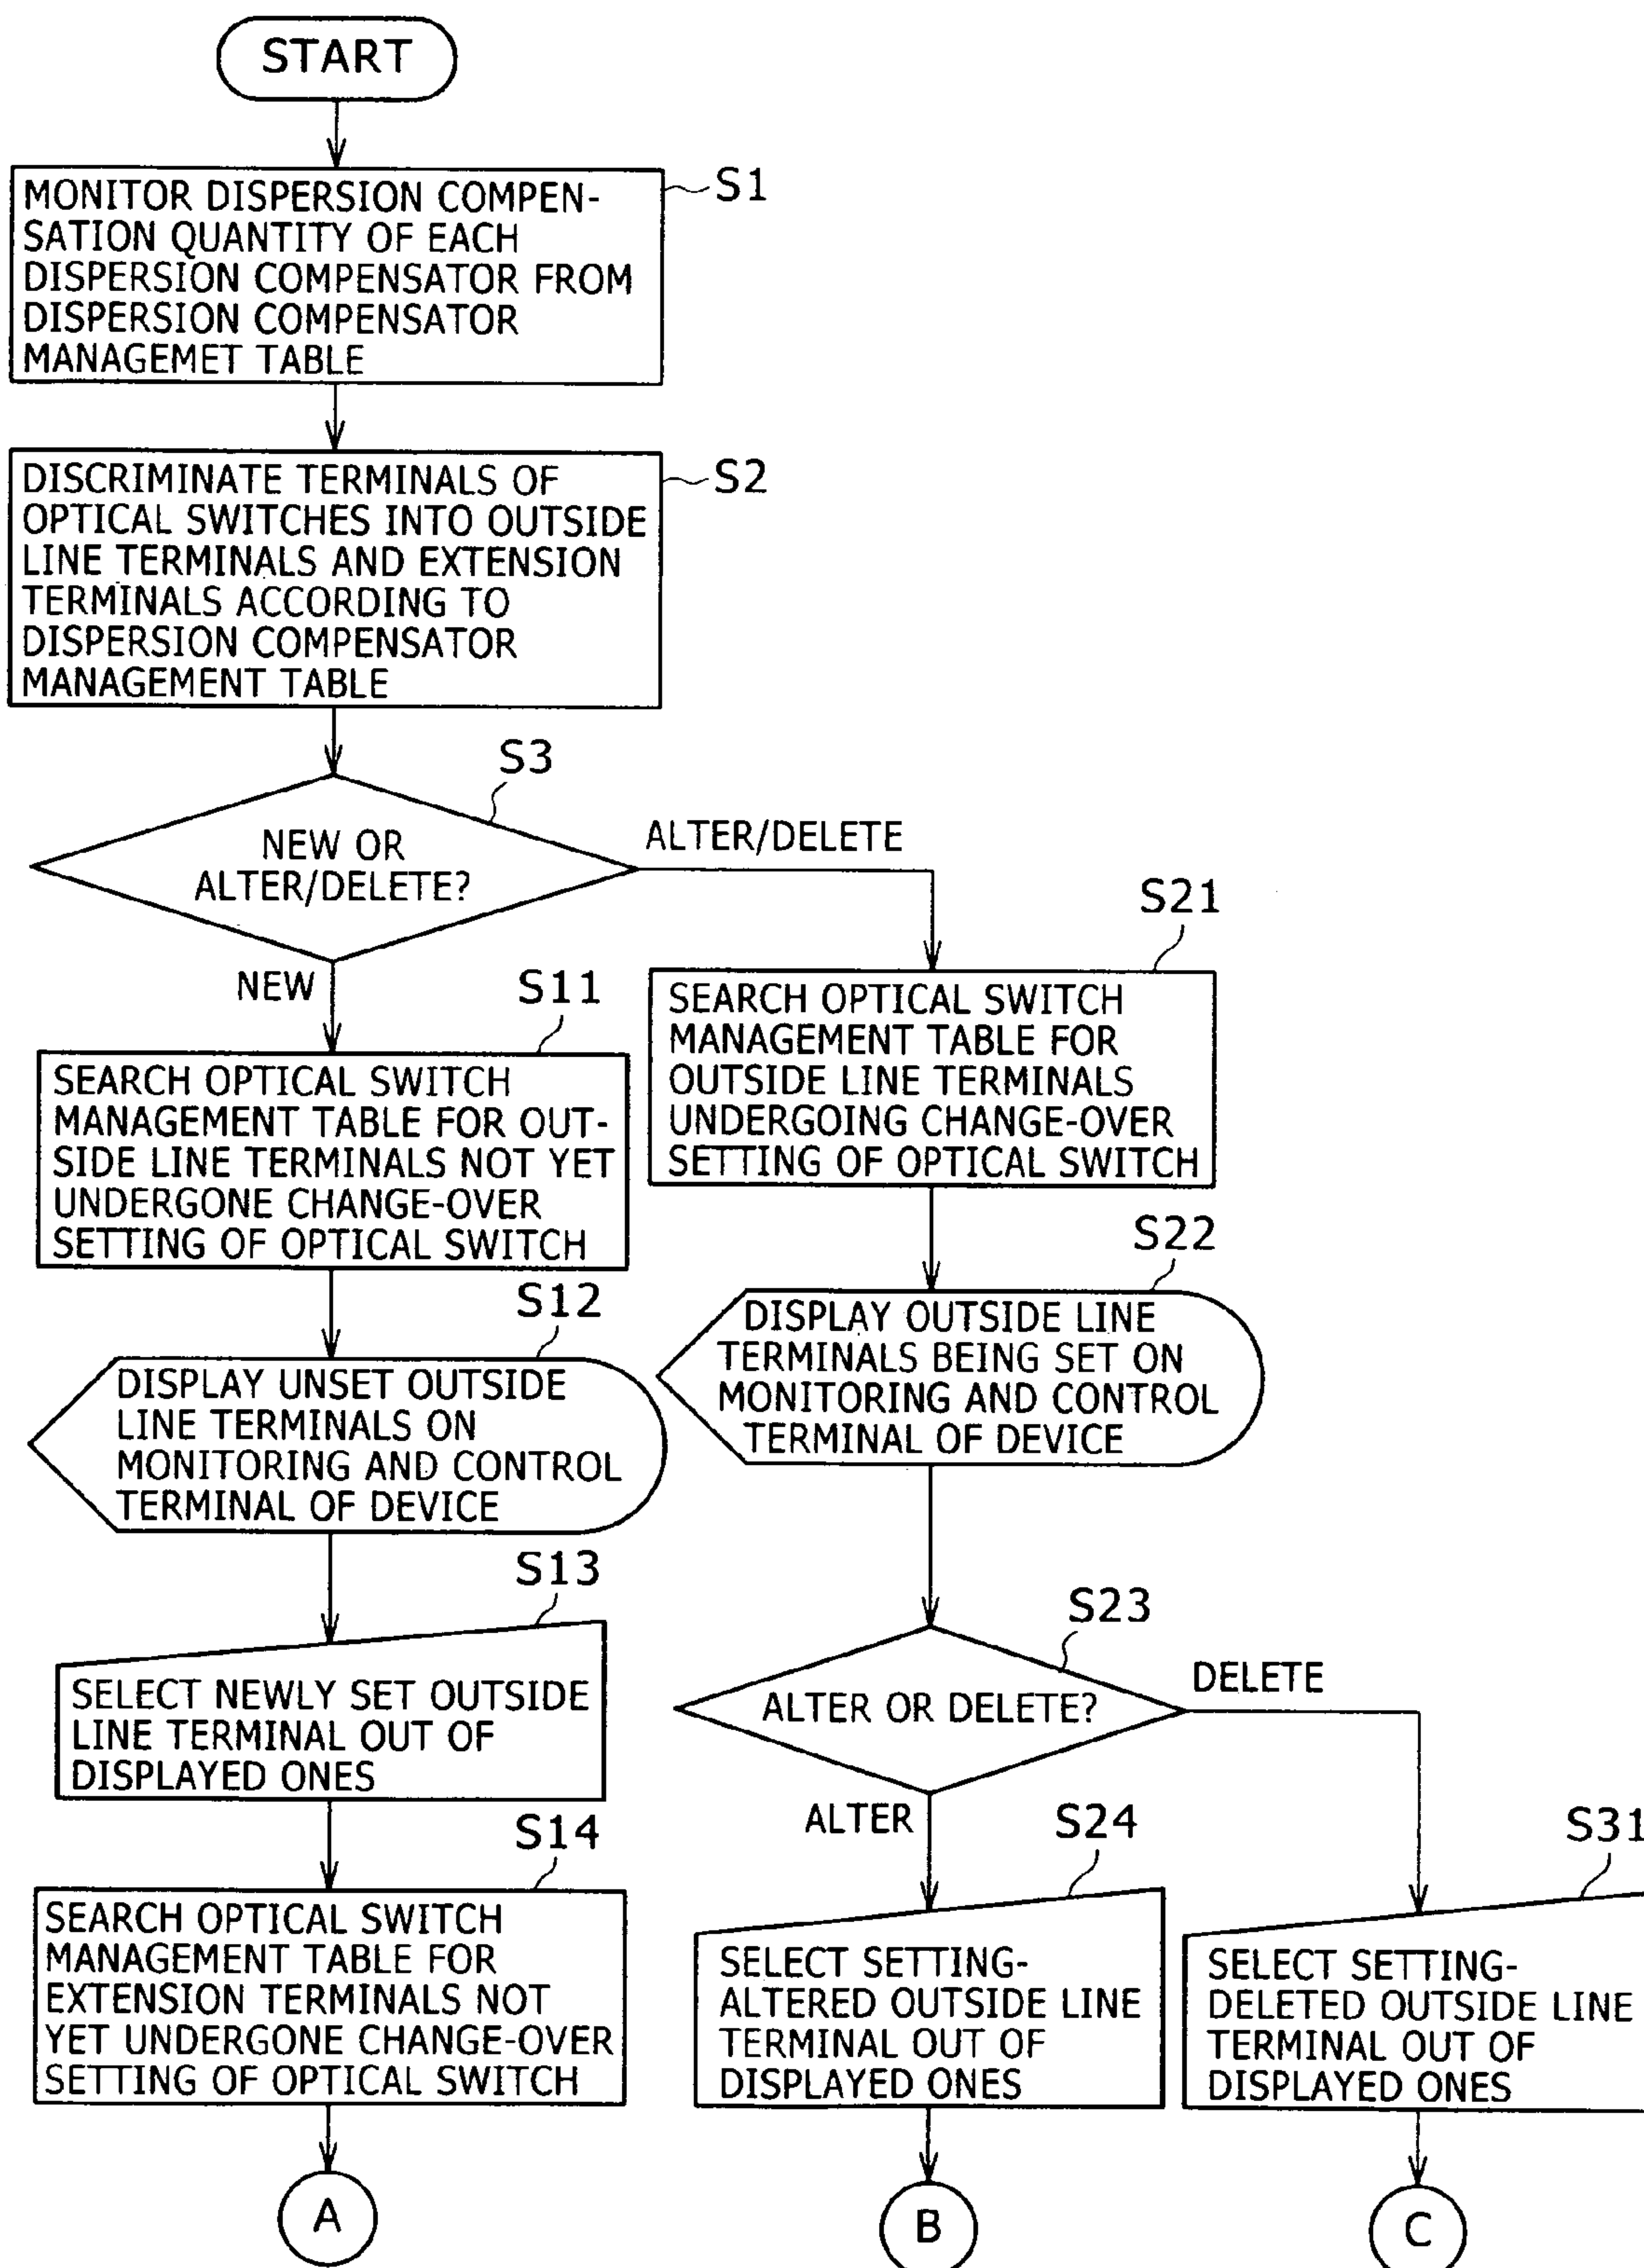 START
S1
MONITOR DISPERSION COMPEN-
SATION QUANTITY OF EACH
DISPERSION COMPENSATOR FROM
DISPERSION COMPENSATOR
MANAGEMET TABLE
S2
DISCRIMINATE TERMINALS OF
OPTICAL SWITCHES INTO OUTSIDE
LINE TERMINALS AND EXTENSION
TERMINALS ACCORDING TO
DISPERSION COMPENSATOR
MANAGEMENT TABLE
S3
NEW OR
ALTER/DELETE?
ALTER/DELETE
NEW
S11
SEARCH OPTICAL SWITCH
MANAGEMENT TABLE FOR OUT-
SIDE LINE TERMINALS NOT YET
UNDERGONE CHANGE-OVER
SETTING OF OPTICAL SWITCH
S12
DISPLAY UNSET OUTSIDE
LINE TERMINALS ON
MONITORING AND CONTROL
TERMINAL OF DEVICE
S13
SELECT NEWLY SET OUTSIDE
LINE TERMINAL OUT OF
DISPLAYED ONES
S14
SEARCH OPTICAL SWITCH
MANAGEMENT TABLE FOR
EXTENSION TERMINALS NOT
YET UNDERGONE CHANGE-OVER
SETTING OF OPTICAL SWITCH
A
S21
SEARCH OPTICAL SWITCH
MANAGEMENT TABLE FOR
OUTSIDE LINE TERMINALS
UNDERGOING CHANGE-OVER
SETTING OF OPTICAL SWITCH
S22
DISPLAY OUTSIDE LINE
TERMINALS BEING SET ON
MONITORING AND CONTROL
TERMINAL OF DEVICE
S23
ALTER OR DELETE?
DELETE
ALTER
S24
SELECT SETTING-
ALTERED OUTSIDE LINE
TERMINAL OUT OF
DISPLAYED ONES
B
S31
SELECT SETTING-
DELETED OUTSIDE LINE
TERMINAL OUT OF
DISPLAYED ONES
C